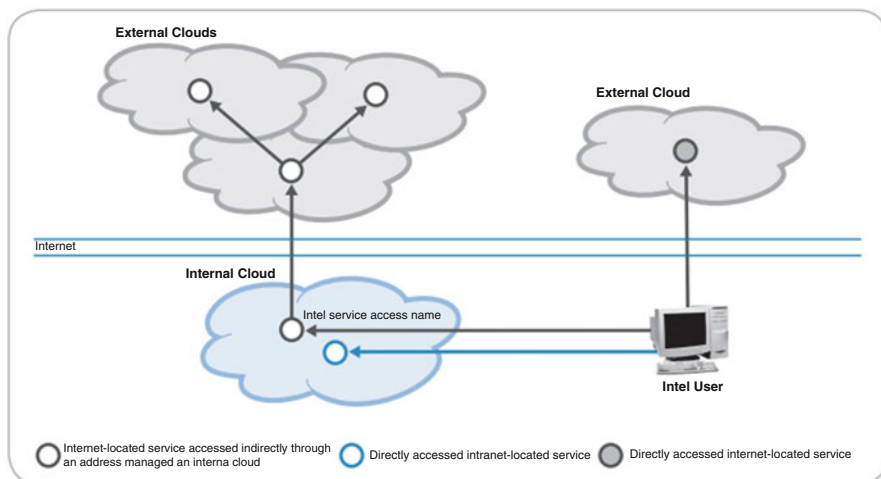 External Clouds
External Cloud
Internet
Internal Cloud
Intel service access name
Intel User
Internet-located service accessed indirectly through
an address managed an interna cloud
Directly accessed intranet-located service
Directly accessed internet-located service